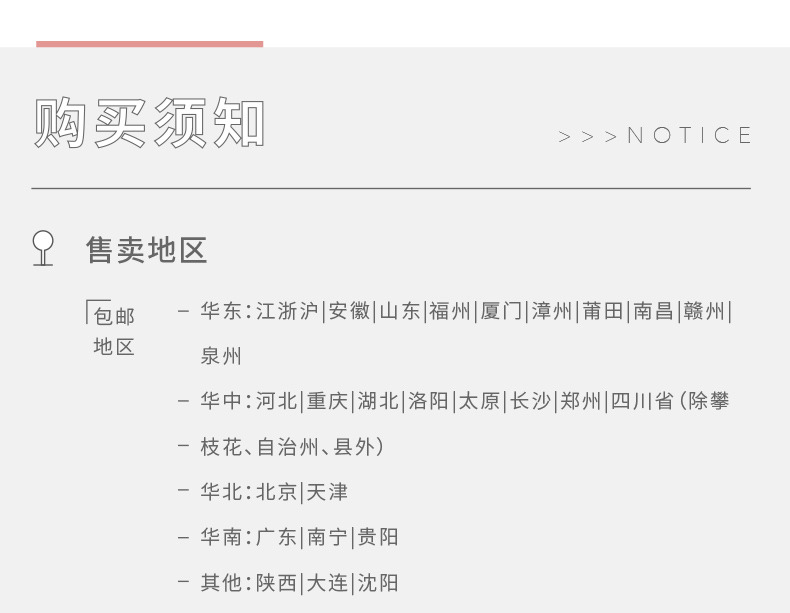 购买须知
>>>NOTICE
售卖地区
包邮
地区
– 华东:江浙沪|安徽|山东|福州|厦门|漳州|莆田|南昌|赣州|
泉州
– 华中:河北|重庆|湖北|洛阳|太原|长沙|郑州|四川省(除攀
– 枝花、自治州、县外)
– 华北:北京|天津
– 华南:广东|南宁|贵阳
– 其他:陕西|大连|沈阳